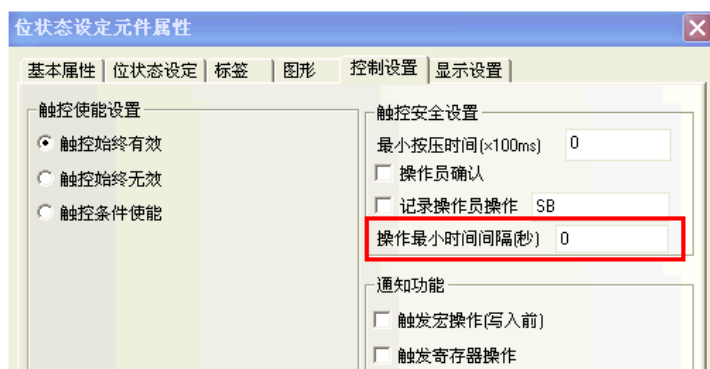 位状态设定元件属性
基本属性 位状态设定 标签 图形 控制设置 显示设置
触控使能设置
触控始终有效
触控始终无效
触控条件使能
触控安全设置
最小按压时间(×100ms) 0
操作员确认
记录操作员操作 SB
操作最小时间间隔(秒) 0
通知功能
触发宏操作(写入前)
触发寄存器操作